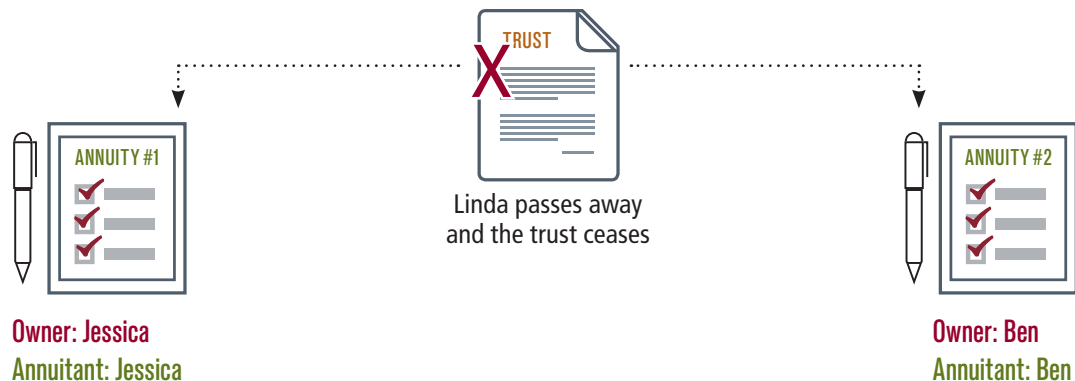 TRUST
X
ANNUITY #1
ANNUITY #2
Linda passes away
and the trust ceases
Owner: Jessica
Annuitant: Jessica
Owner: Ben
Annuitant: Ben